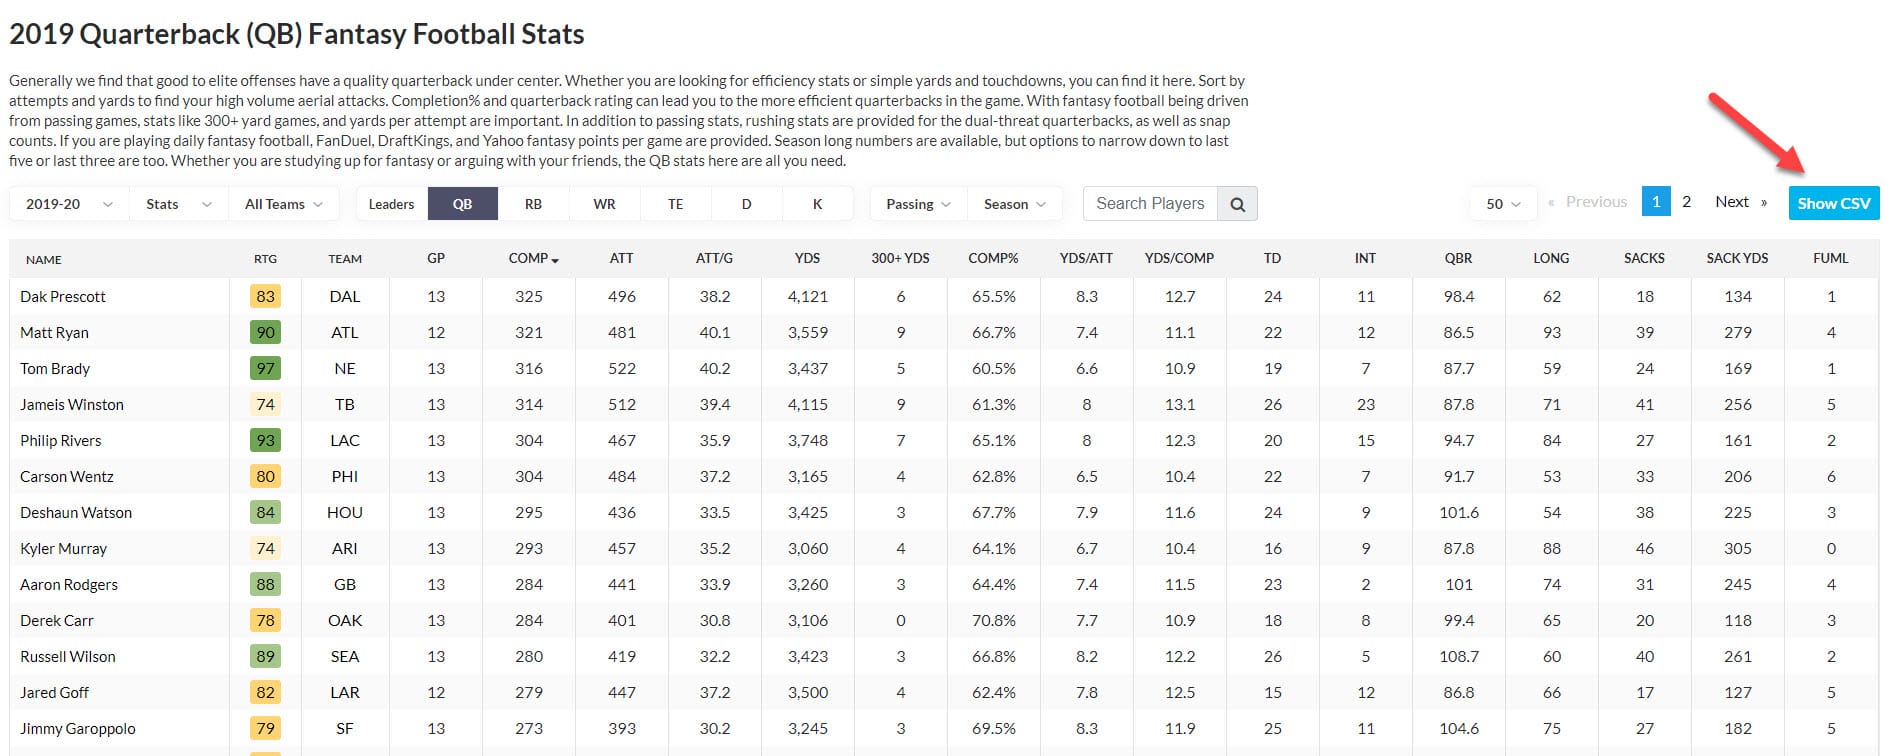 2019 Quarterback (QB) Fantasy Football Stats
Generally we find that good to elite offenses have a quality quarterback under center. Whether you are looking for efficiency stats or simple yards and touchdowns, you can find it here. Sort by
attempts and yards to find your high volume aerial attacks. Completion% and quarterback rating can lead you to the more efficient quarterbacks in the game. With fantasy football being driven
from passing games, stats like 300+ yard games, and yards per attempt are important. In addition to passing stats, rushing stats are provided for the dual-threat quarterbacks, as well as snap
counts. If you are playing daily fantasy football, FanDuel, DraftKings, and Yahoo fantasy points per game are provided. Season long numbers are available, but options to narrow down to last
five or last three are too. Whether you are studying up for fantasy or arguing with your friends, the QB stats here are all you need.
2019-20 Stats All Teams Leaders QB RB WR TE D K Passing Season Search Players 50 « Previous 1 2 Next » Show CSV
NAME RTG TEAM GP COMP ATT ATT/G YDS 300+ YDS COMP% YDS/ATT YDS/COMP TD INT QBR LONG SACKS SACK YDS FUML
Dak Prescott 83 DAL 13 325 496 38.2 4,121 6 65.5% 8.3 12.7 24 11 98.4 62 18 134 1
Matt Ryan 90 ATL 12 321 481 40.1 3,559 9 66.7% 7.4 11.1 22 12 86.5 93 39 279 4
Tom Brady 97 NE 13 316 522 40.2 3,437 5 60.5% 6.6 10.9 19 7 87.7 59 24 169 1
Jameis Winston 74 TB 13 314 512 39.4 4,115 9 61.3% 8 13.1 26 23 87.8 71 41 256 5
Philip Rivers 93 LAC 13 304 467 35.9 3,748 7 65.1% 8 12.3 20 15 94.7 84 27 161 2
Carson Wentz 80 PHI 13 304 484 37.2 3,165 4 62.8% 6.5 10.4 22 7 91.7 53 33 206 6
Deshaun Watson 84 HOU 13 295 436 33.5 3,425 3 67.7% 7.9 11.6 24 9 101.6 54 38 225 3
Kyler Murray 74 ARI 13 293 457 35.2 3,060 4 64.1% 6.7 10.4 16 9 87.8 88 46 305 0
Aaron Rodgers 88 GB 13 284 441 33.9 3,260 3 64.4% 7.4 11.5 23 2 101 74 31 245 4
Derek Carr 78 OAK 13 284 401 30.8 3,106 0 70.8% 7.7 10.9 18 8 99.4 65 20 118 3
Russell Wilson 89 SEA 13 280 419 32.2 3,423 3 66.8% 8.2 12.2 26 5 108.7 60 40 261 2
Jared Goff 82 LAR 12 279 447 37.2 3,500 4 62.4% 7.8 12.5 15 12 86.8 66 17 127 5
Jimmy Garoppolo 79 SF 13 273 393 30.2 3,245 3 69.5% 8.3 11.9 25 11 104.6 75 27 182 5